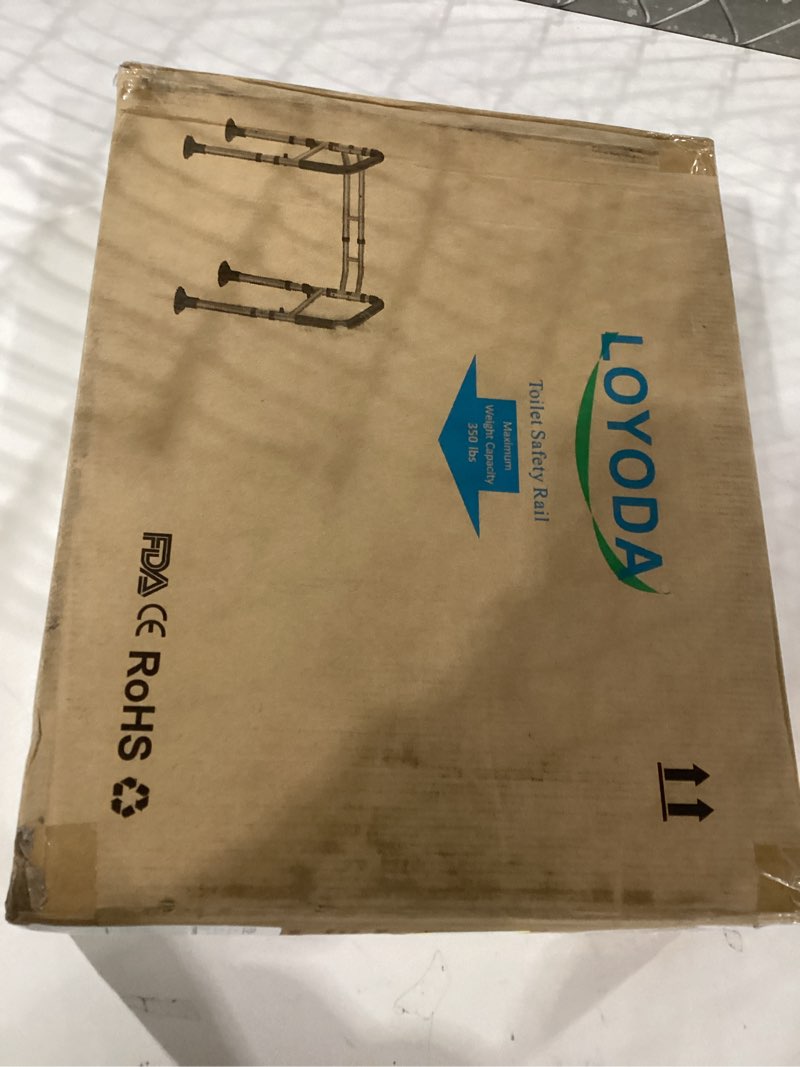 LOYODA
Toilet Safety Rail
Maximum
Weight Capacity
350 lbs
FDA CE RoHS